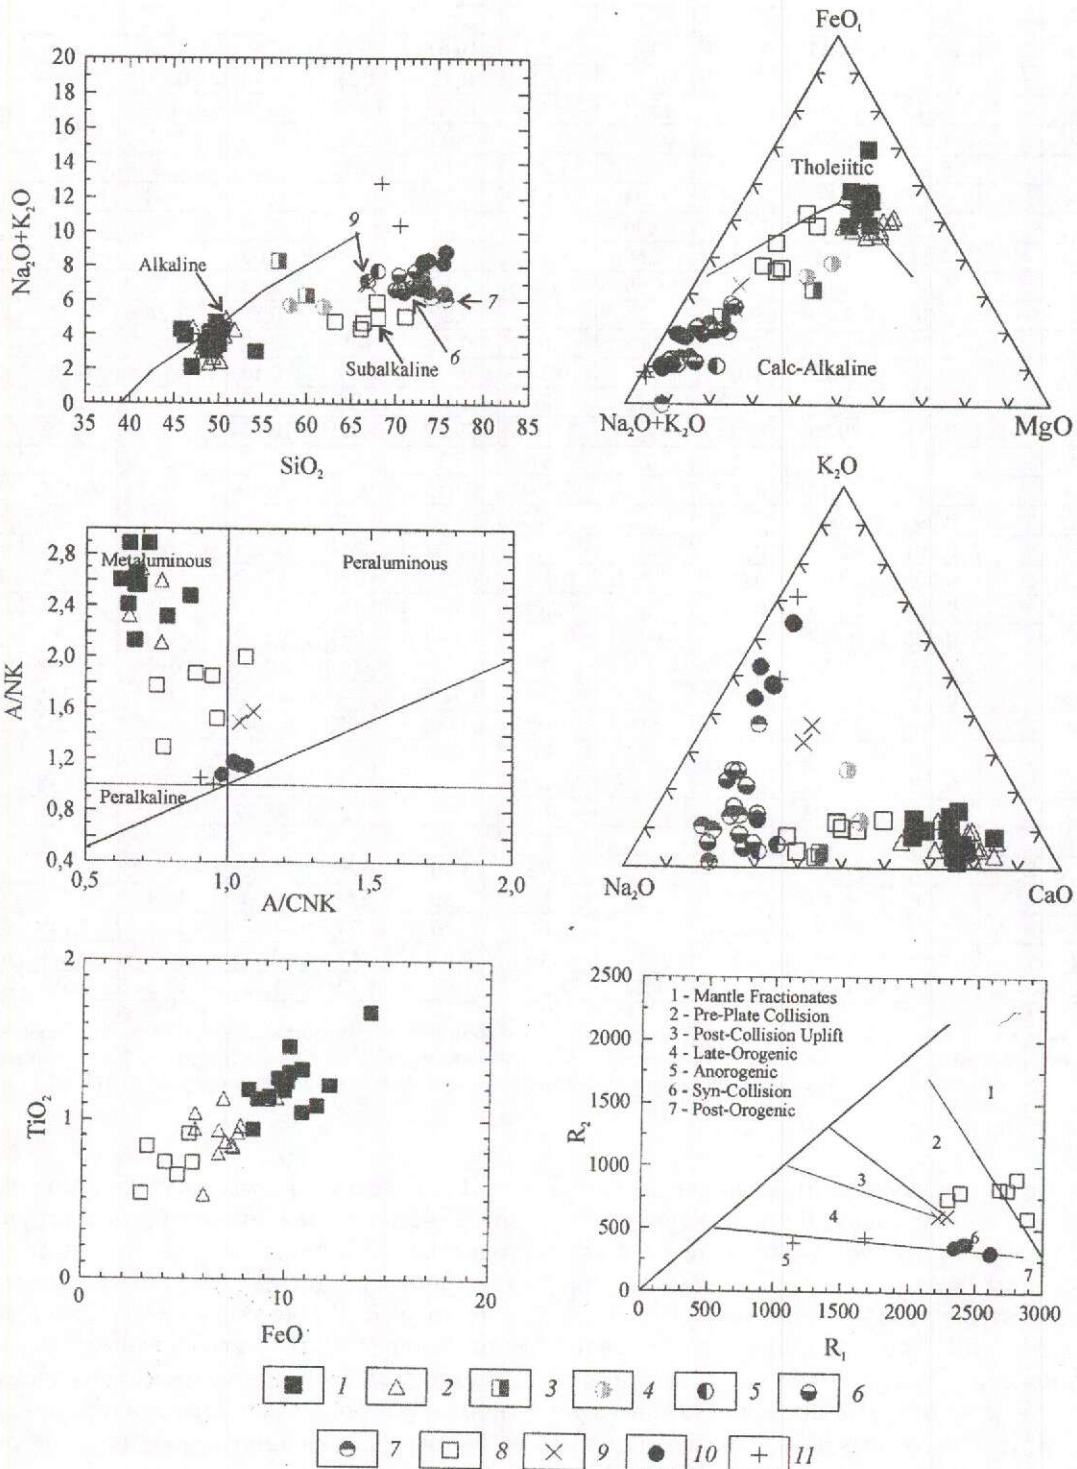 Na₂O+K₂O
20
18
16
14
12
10
8
6
4
2
0
9
Alkaline
7
6
Subalkaline
35 45 50 55 60 65 70 75 80 85
SiO₂
FeOₜ
Tholeiitic
Calc-Alkaline
Na₂O+K₂O
MgO
A/NK
2,8
2,4
2,0
1,6
1,2
0,8
0,4
Metaluminous
Peraluminous
Peralkaline
0,5 1,0 1,5 2,0
A/CNK
K₂O
Na₂O
CaO
TiO₂
2
1
0
0 10 20
FeO
R₂
2500
2000
1500
1000
500
0
1 - Mantle Fractionates
2 - Pre-Plate Collision
3 - Post-Collision Uplift
4 - Late-Orogenic
5 - Anorogenic
6 - Syn-Collision
7 - Post-Orogenic
1
2
3
4
5
6
7
0 500 1000 1500 2000 2500 3000
R₁
1 2 3 4 5 6
7 8 9 10 11